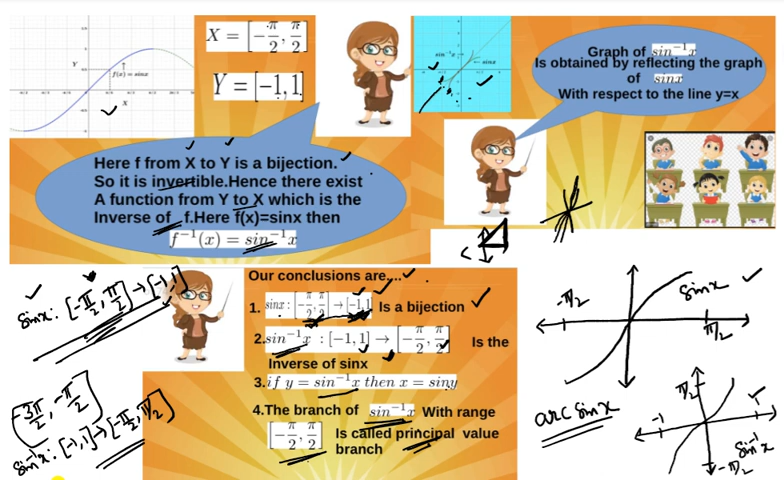 Y
f(x) = sinx
X
X = [-π/2, π/2]
Y = [-1, 1]
sin⁻¹x
sinx
Graph of sin⁻¹x
Is obtained by reflecting the graph
of sinx
With respect to the line y=x
Here f from X to Y is a bijection.
So it is invertible.Hence there exist
A function from Y to X which is the
Inverse of f.Here f(x)=sinx then
f⁻¹(x) = sin⁻¹x
Our conclusions are....
1. sinx : [-π/2, π/2] → [-1,1] Is a bijection
2. sin⁻¹x : [-1, 1] → [-π/2, π/2] Is the
Inverse of sinx
3. if y = sin⁻¹x then x = siny
4.The branch of sin⁻¹x With range
[-π/2, π/2] Is called principal value
branch
sinx : [-π/2, π/2] → [-1,1]
[-3π/2, -π/2]
sin⁻¹x : [-1,1] → [-π/2, π/2]
sinx
-π/2
π/2
arc sinx
π/2
-1
1
sin⁻¹x
-π/2